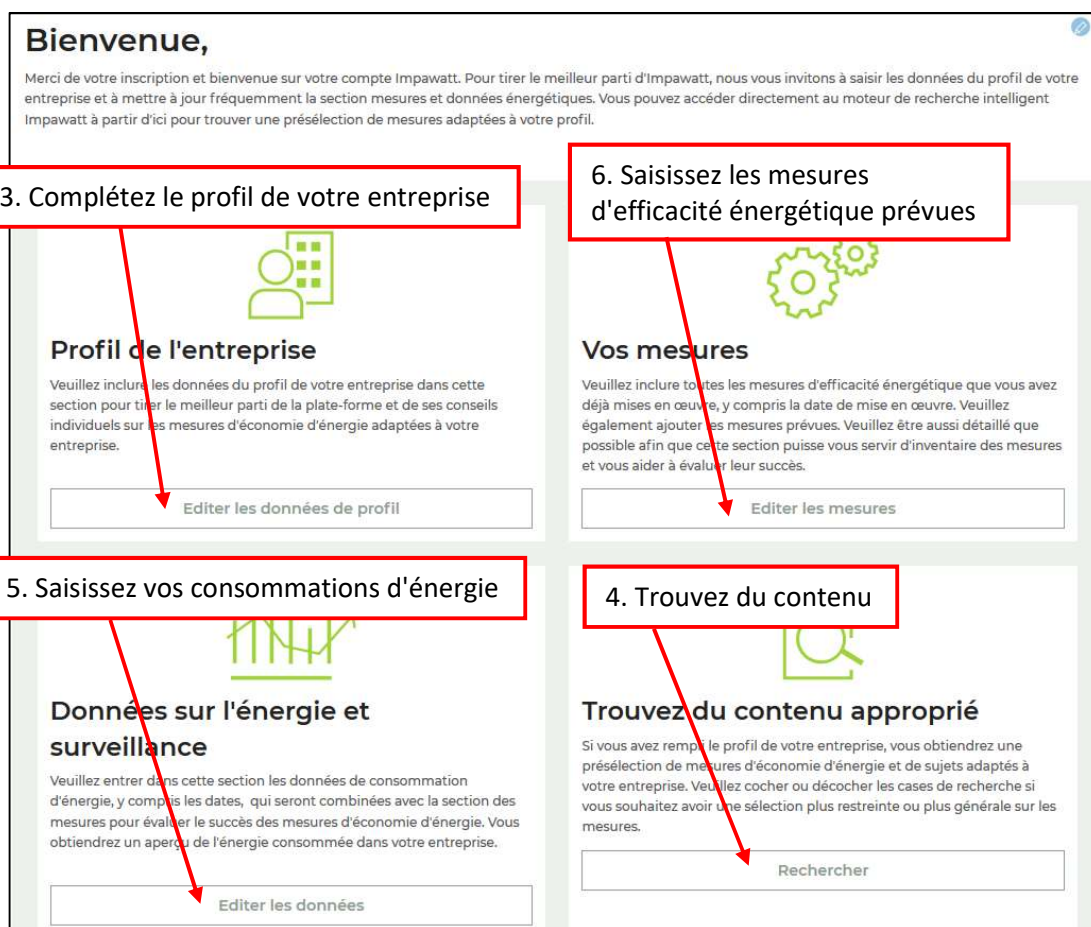 Bienvenue,
Merci de votre inscription et bienvenue sur votre compte Impawatt. Pour tirer le meilleur parti d'Impawatt, nous vous invitons à saisir les données du profil de votre
entreprise et à mettre à jour fréquemment la section mesures et données énergétiques. Vous pouvez accéder directement au moteur de recherche intelligent
Impawatt à partir d'ici pour trouver une présélection de mesures adaptées à votre profil.
3. Complétez le profil de votre entreprise
6. Saisissez les mesures
d'efficacité énergétique prévues
Profil de l'entreprise
Veuillez inclure les données du profil de votre entreprise dans cette
section pour tirer le meilleur parti de la plate-forme et de ses conseils
individuels sur les mesures d'économie d'énergie adaptées à votre
entreprise.
Editer les données de profil
Vos mesures
Veuillez inclure toutes les mesures d'efficacité énergétique que vous avez
déjà mises en œuvre, y compris la date de mise en œuvre. Veuillez
également ajouter les mesures prévues. Veuillez être aussi détaillé que
possible afin que cette section puisse vous servir d'inventaire des mesures
et vous aider à évaluer leur succès.
Editer les mesures
5. Saisissez vos consommations d'énergie
4. Trouvez du contenu
Données sur l'énergie et
surveillance
Veuillez entrer dans cette section les données de consommation
d'énergie, y compris les dates, qui seront combinées avec la section des
mesures pour évaluer le succès des mesures d'économie d'énergie. Vous
obtiendrez un aperçu de l'énergie consommée dans votre entreprise.
Editer les données
Trouvez du contenu approprié
Si vous avez rempli le profil de votre entreprise, vous obtiendrez une
présélection de mesures d'économie d'énergie et de sujets adaptés à
votre entreprise. Veuillez cocher ou décocher les cases de recherche si
vous souhaitez avoir une sélection plus restreinte ou plus générale sur les
mesures.
Rechercher